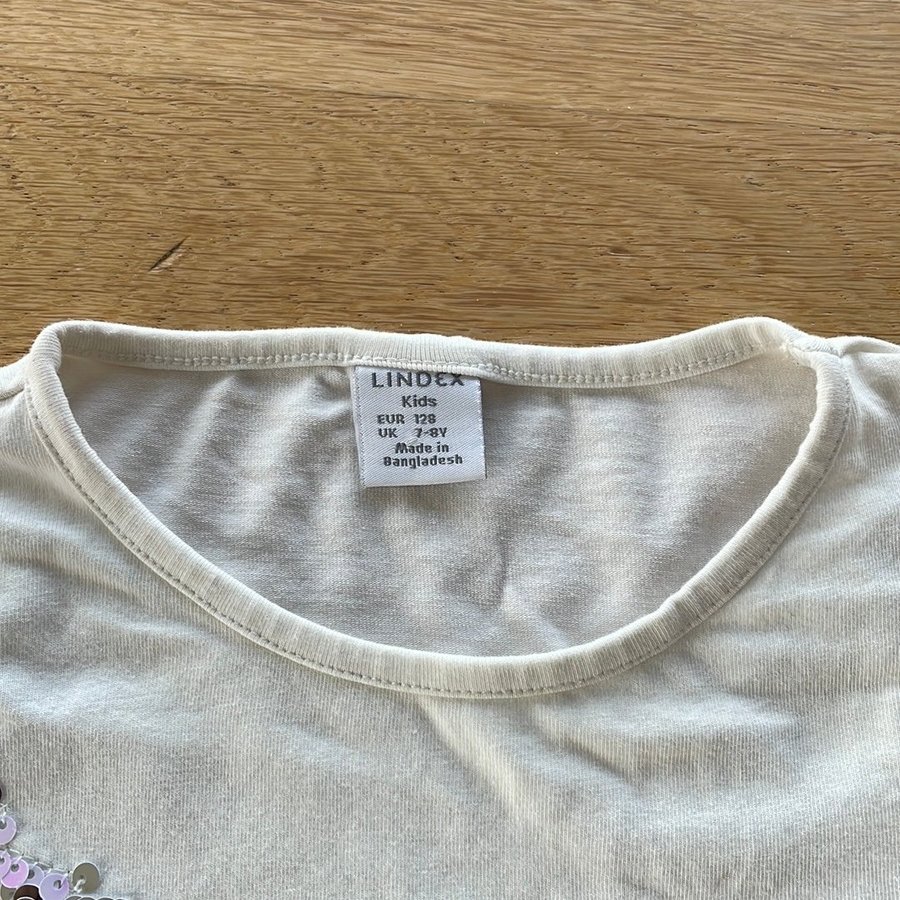 LINDEX
Kids
EUR 128
UK 7-8Y
Made in
Bangladesh